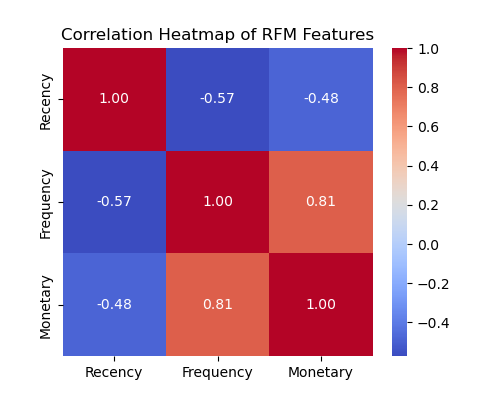 Correlation Heatmap of RFM Features
Recency
1.00 -0.57 -0.48
Frequency
-0.57 1.00 0.81
Monetary
-0.48 0.81 1.00
Recency Frequency Monetary
1.0
0.8
0.6
0.4
0.2
0.0
−0.2
−0.4